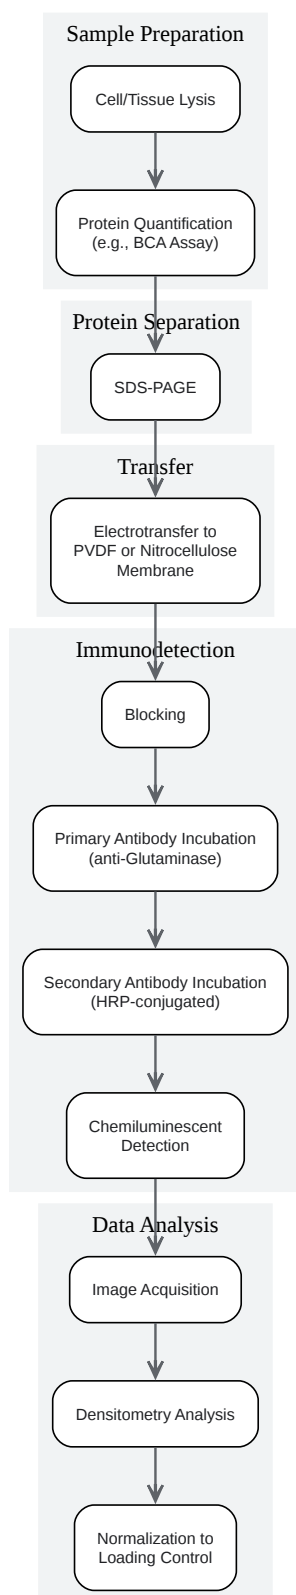 Sample Preparation
Cell/Tissue Lysis
Protein Quantification
(e.g., BCA Assay)
Protein Separation
SDS-PAGE
Transfer
Electrotransfer to
PVDF or Nitrocellulose
Membrane
Immunodetection
Blocking
Primary Antibody Incubation
(anti-Glutaminase)
Secondary Antibody Incubation
(HRP-conjugated)
Chemiluminescent
Detection
Data Analysis
Image Acquisition
Densitometry Analysis
Normalization to
Loading Control